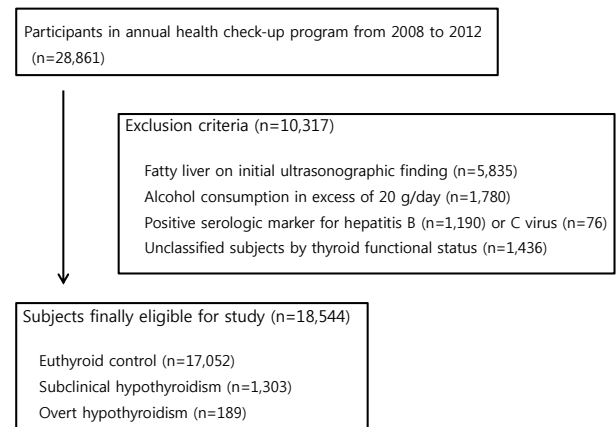 Participants in annual health check-up program from 2008 to 2012
(n=28,861)
Exclusion criteria (n=10,317)
Fatty liver on initial ultrasonographic finding (n=5,835)
Alcohol consumption in excess of 20 g/day (n=1,780)
Positive serologic marker for hepatitis B (n=1,190) or C virus (n=76)
Unclassified subjects by thyroid functional status (n=1,436)
Subjects finally eligible for study (n=18,544)
Euthyroid control (n=17,052)
Subclinical hypothyroidism (n=1,303)
Overt hypothyroidism (n=189)